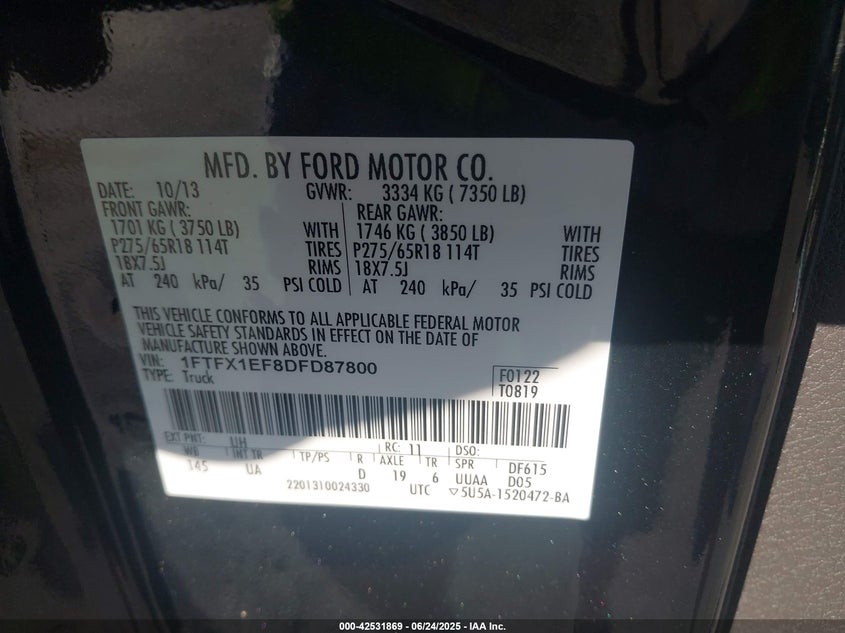 MFD. BY FORD MOTOR CO.
DATE: 10/13 GVWR: 3334 KG ( 7350 LB)
FRONT GAWR: REAR GAWR:
1701 KG ( 3750 LB) WITH 1746 KG ( 3850 LB) WITH
P275/65R18 114T TIRES P275/65R18 114T TIRES
18X7.5J RIMS 18X7.5J RIMS
AT 240 kPa/ 35 PSI COLD AT 240 kPa/ 35 PSI COLD
THIS VEHICLE CONFORMS TO ALL APPLICABLE FEDERAL MOTOR
VEHICLE SAFETY STANDARDS IN EFFECT ON THE DATE OF
MANUFACTURE SHOWN ABOVE.
VIN: 1FTFX1EF8DFD87800
TYPE: Truck
F0122
T0819
EXT PNT: UH RC: 11 DSO:
WB INT TR TP/PS R AXLE TR SPR DF615
145 UA D 19 6 UUAA D05
2201310024330 UTC ▽5U5A-1520472-BA
000-42531869 - 06/24/2025 - IAA Inc.